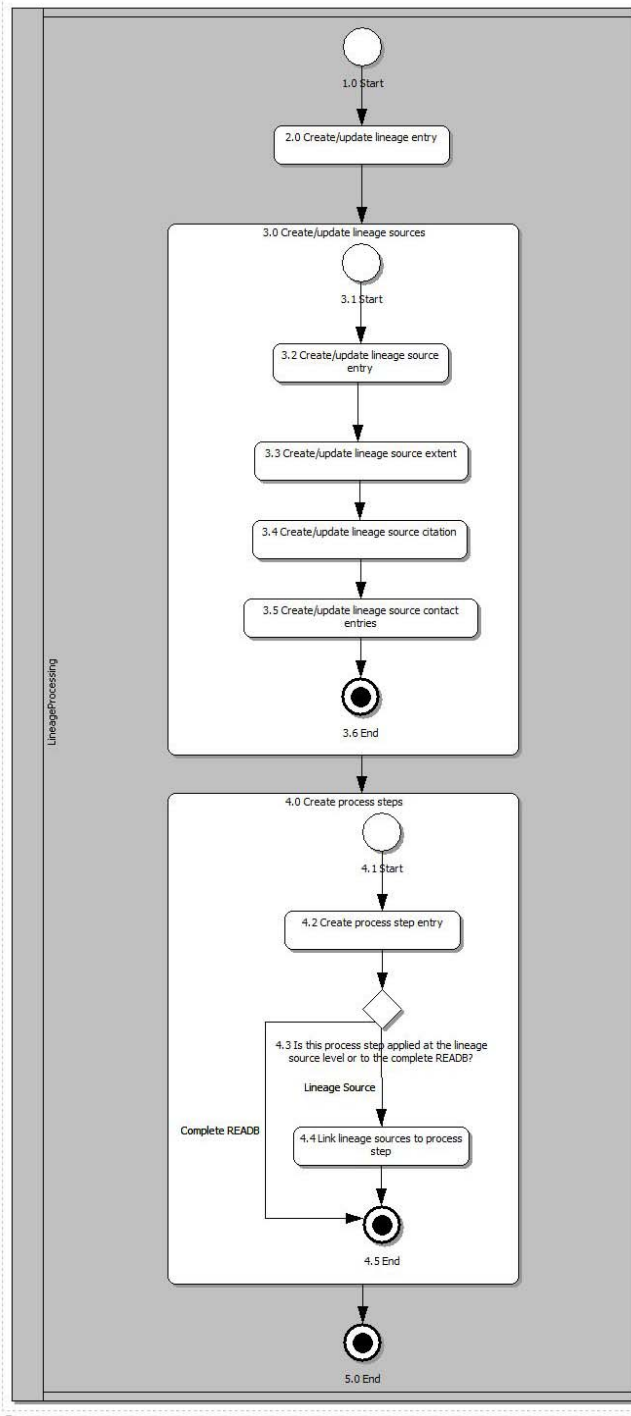 1.0 Start
2.0 Create/update lineage entry
3.0 Create/update lineage sources
3.1 Start
3.2 Create/update lineage source
entry
3.3 Create/update lineage source extent
3.4 Create/update lineage source citation
3.5 Create/update lineage source contact
entries
3.6 End
LineageProcessing
4.0 Create process steps
4.1 Start
4.2 Create process step entry
4.3 Is this process step applied at the lineage
source level or to the complete READB?
Lineage Source
Complete READB
4.4 Link lineage sources to process
step
4.5 End
5.0 End